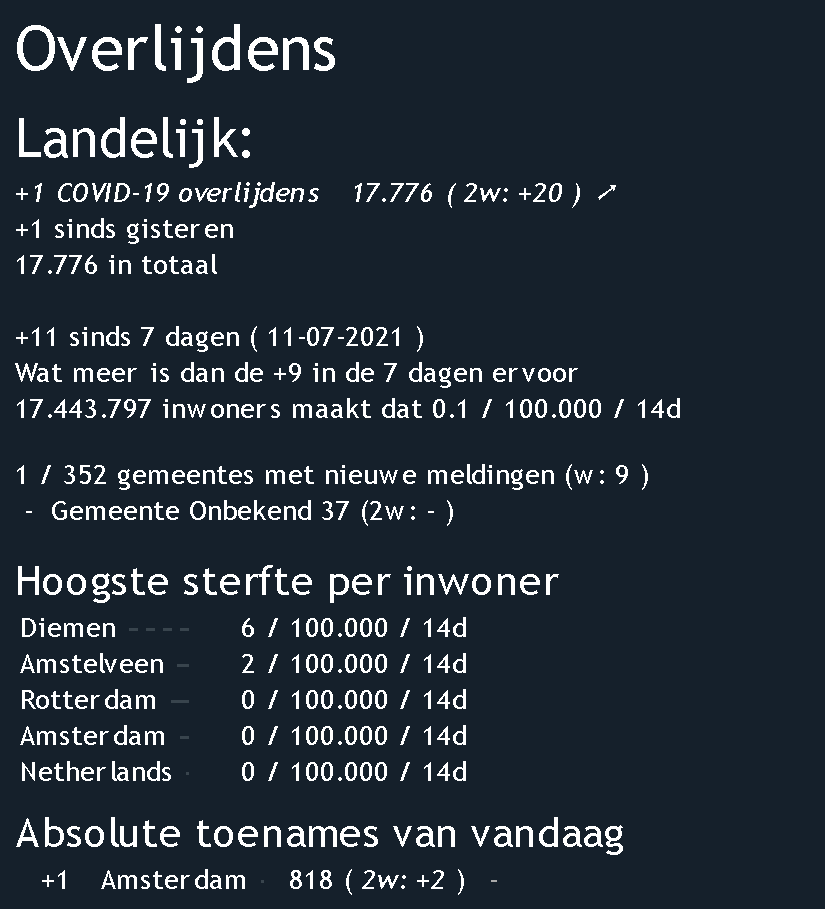 Overlijdens
Landelijk:
+1 COVID-19 overlijdens 17.776 ( 2w: +20 ) ↗
+1 sinds gisteren
17.776 in totaal
+11 sinds 7 dagen ( 11-07-2021 )
Wat meer is dan de +9 in de 7 dagen ervoor
17.443.797 inwoners maakt dat 0.1 / 100.000 / 14d
1 / 352 gemeentes met nieuwe meldingen (w: 9 )
- Gemeente Onbekend 37 (2w: - )
Hoogste sterfte per inwoner
Diemen ---- 6 / 100.000 / 14d
Amstelveen - 2 / 100.000 / 14d
Rotterdam — 0 / 100.000 / 14d
Amsterdam - 0 / 100.000 / 14d
Netherlands · 0 / 100.000 / 14d
Absolute toenames van vandaag
+1 Amsterdam · 818 ( 2w: +2 ) -